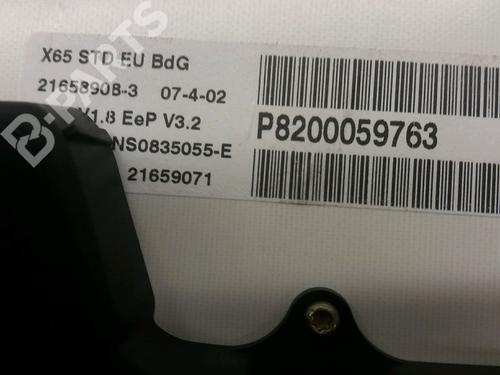 X65 STD EU BdG
21658908-3 07-4-02
V1.8 EeP V3.2
P8200059763
NS0835055-E
21659071
B-PARTS